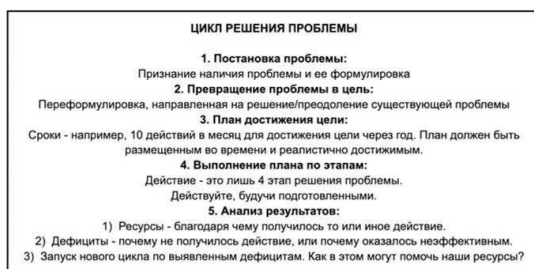 ЦИКЛ РЕШЕНИЯ ПРОБЛЕМЫ
1. Постановка проблемы:
Признание наличия проблемы и ее формулировка
2. Превращение проблемы в цель:
Переформулировка, направленная на решение/преодоление существующей проблемы
3. План достижения цели:
Сроки - например, 10 действий в месяц для достижения цели через год. План должен быть
размещенным во времени и реалистично достижимым.
4. Выполнение плана по этапам:
Действие - это лишь 4 этап решения проблемы.
Действуйте, будучи подготовленными.
5. Анализ результатов:
1) Ресурсы - благодаря чему получилось то или иное действие.
2) Дефициты - почему не получилось действие, или почему оказалось неэффективным.
3) Запуск нового цикла по выявленным дефицитам. Как в этом могут помочь наши ресурсы?